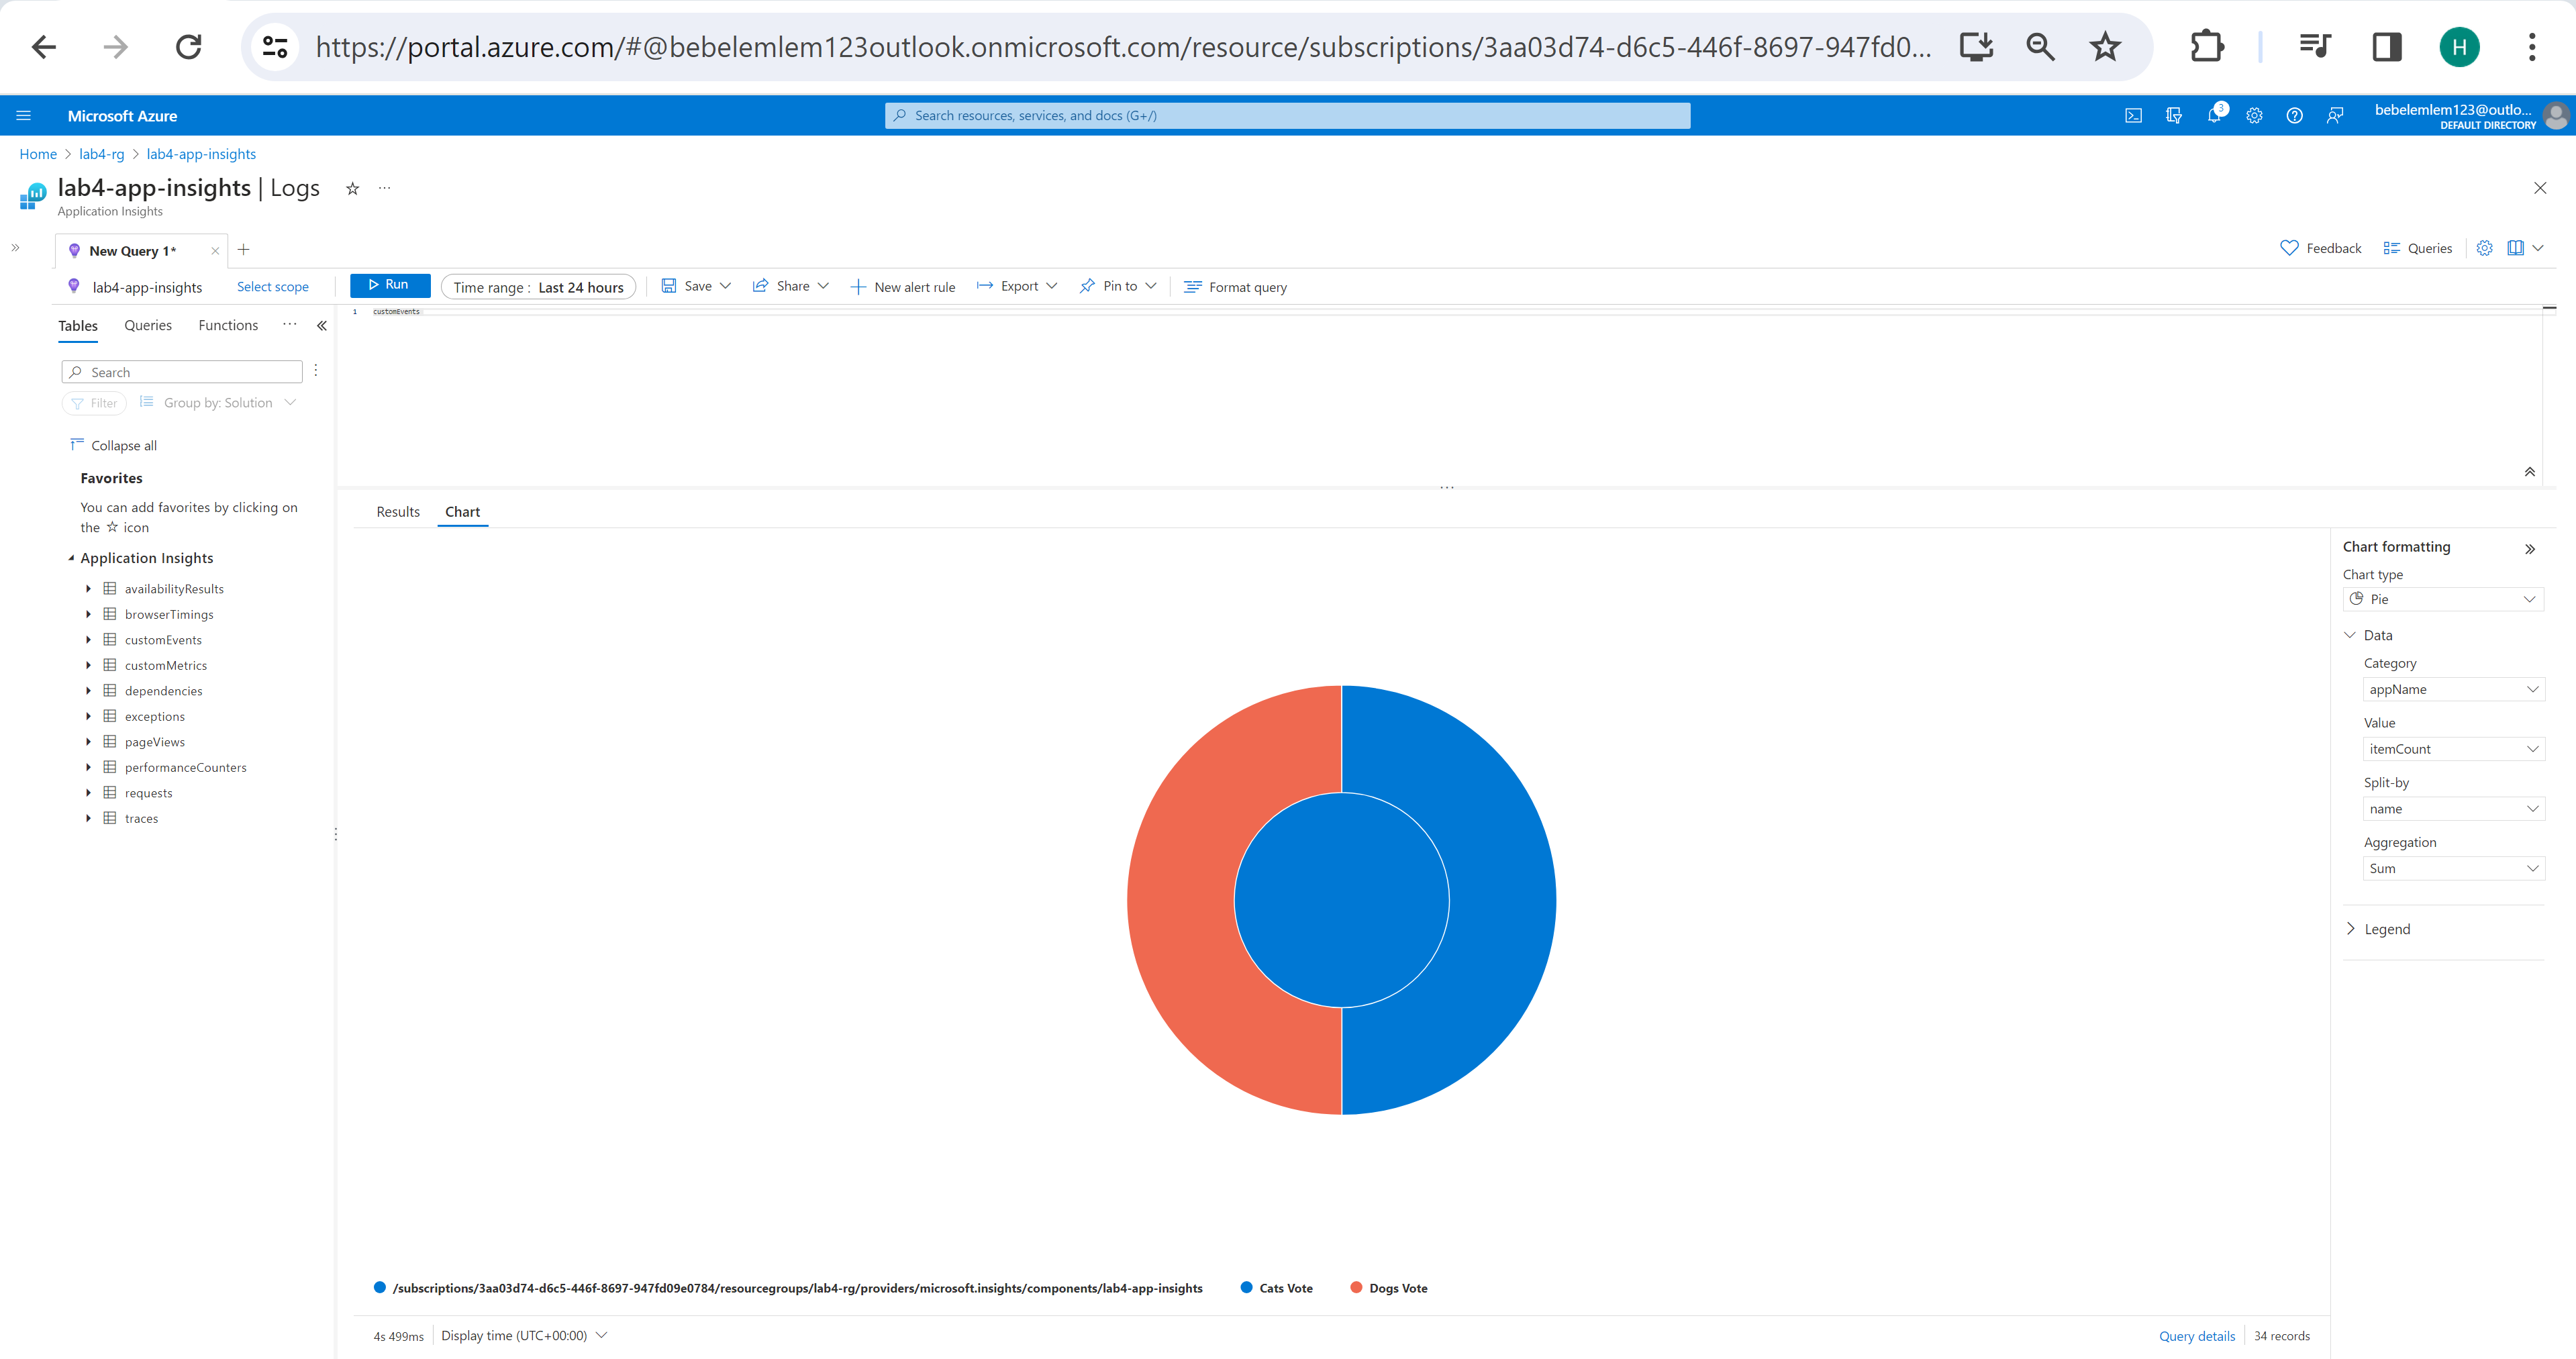 https://portal.azure.com/#@bebelemlem123outlook.onmicrosoft.com/resource/subscriptions/3aa03d74-d6c5-446f-8697-947fd0...
H
Microsoft Azure
Search resources, services, and docs (G+/)
3
bebelemlem123@outlo...
DEFAULT DIRECTORY
Home > lab4-rg > lab4-app-insights
lab4-app-insights | Logs
Application Insights
New Query 1*
Feedback
Queries
lab4-app-insights
Select scope
Run
Time range : Last 24 hours
Save
Share
New alert rule
Export
Pin to
Format query
Tables
Queries
Functions
1 customEvents
Search
Filter
Group by: Solution
Collapse all
Favorites
You can add favorites by clicking on
the ☆ icon
Application Insights
availabilityResults
browserTimings
customEvents
customMetrics
dependencies
exceptions
pageViews
performanceCounters
requests
traces
Results
Chart
Chart formatting
Chart type
Pie
Data
Category
appName
Value
itemCount
Split-by
name
Aggregation
Sum
Legend
/subscriptions/3aa03d74-d6c5-446f-8697-947fd09e0784/resourcegroups/lab4-rg/providers/microsoft.insights/components/lab4-app-insights
Cats Vote
Dogs Vote
4s 499ms
Display time (UTC+00:00)
Query details
34 records